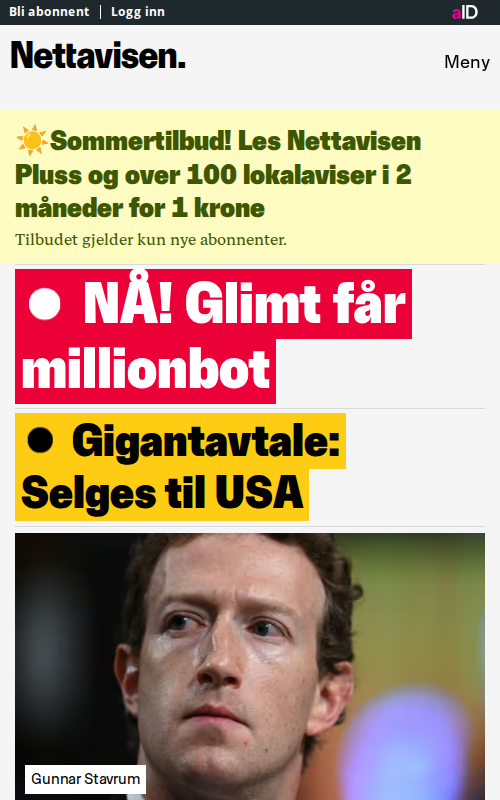 Bli abonnent | Logg inn
aID
Nettavisen.
Meny
☀️Sommertilbud! Les Nettavisen
Pluss og over 100 lokalaviser i 2
måneder for 1 krone
Tilbudet gjelder kun nye abonnenter.
● NÅ! Glimt får
millionbot
● Gigantavtale:
Selges til USA
Gunnar Stavrum